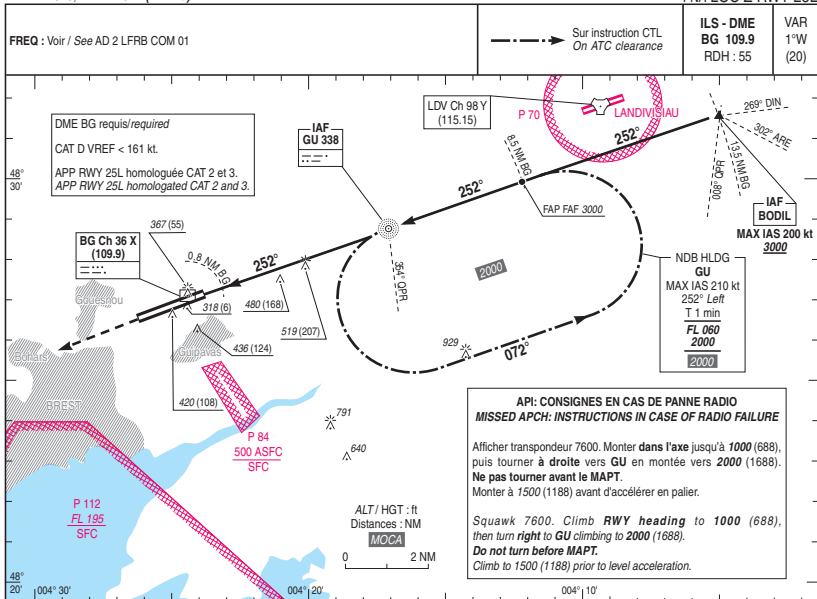 FREQ : Voir / See AD 2 LFRB COM 01
Sur instruction CTL
On ATC clearance
ILS - DME
BG 109.9
RDH : 55
VAR
1°W
(20)
DME BG requis/required
CAT D VREF < 161 kt.
APP RWY 25L homologuée CAT 2 et 3.
APP RWY 25L homologated CAT 2 and 3.
IAF
GU 338
LDV Ch 98 Y
(115.15)
P 70
LANDIVISIAU
252°
269° DIN
302° ARE
13.5 NM BG
008° QPR
IAF
BODIL
MAX IAS 200 kt
3000
8.5 NM BG
252°
FAP FAF 3000
48°
30'
48°
30'
BG Ch 36 X
(109.9)
367 (55)
0.8 NM BG
252°
354° QPR
2000
NDB HLDG
GU
MAX IAS 210 kt
252° Left
T 1 min
FL 060
2000
2000
Gouesnou
318 (6)
480 (168)
519 (207)
436 (124)
Guipavas
Bohars
929
072°
BREST
420 (108)
P 84
500 ASFC
SFC
791
640
P 112
FL 195
SFC
ALT / HGT : ft
Distances : NM
MOCA
0
2 NM
API: CONSIGNES EN CAS DE PANNE RADIO
MISSED APCH: INSTRUCTIONS IN CASE OF RADIO FAILURE
Afficher transpondeur 7600. Monter dans l'axe jusqu'à 1000 (688),
puis tourner à droite vers GU en montée vers 2000 (1688).
Ne pas tourner avant le MAPT.
Monter à 1500 (1188) avant d'accélérer en palier.
Squawk 7600. Climb RWY heading to 1000 (688),
then turn right to GU climbing to 2000 (1688).
Do not turn before MAPT.
Climb to 1500 (1188) prior to level acceleration.
48°
20'
004° 30'
004° 20'
004° 10'
48°
20'